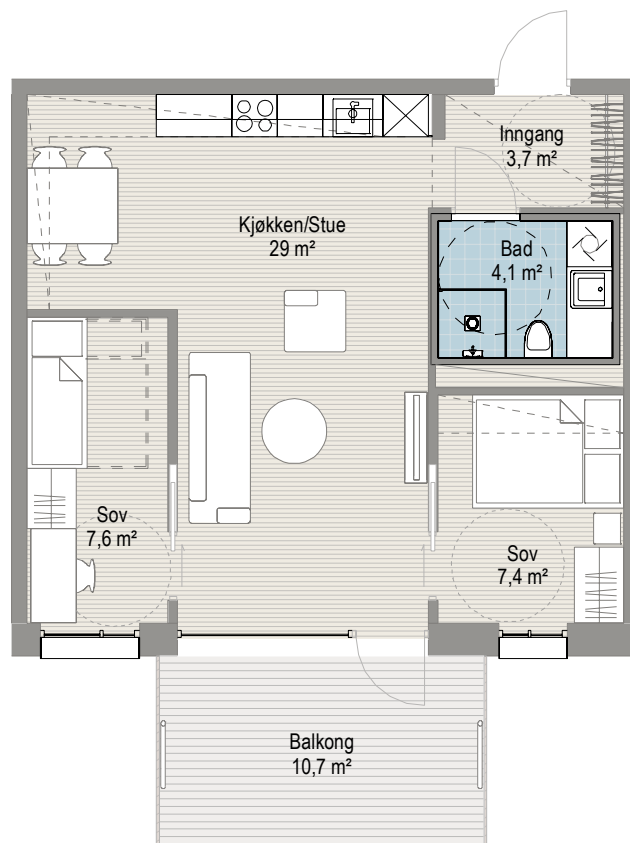 Inngang
3,7 m²
Kjøkken/Stue
29 m²
Bad
4,1 m²
Sov
7,6 m²
Sov
7,4 m²
Balkong
10,7 m²